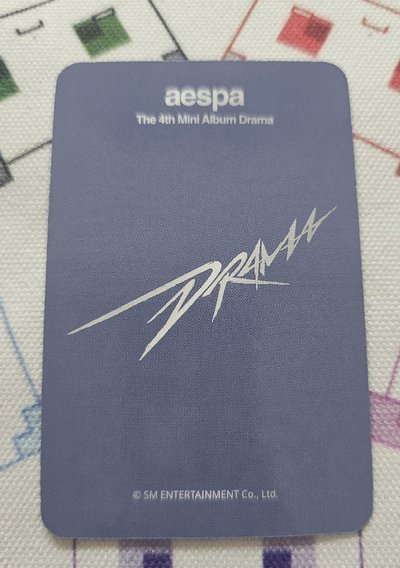 aespa
The 4th Mini Album Drama
DRAMA
© SM ENTERTAINMENT Co., Ltd.